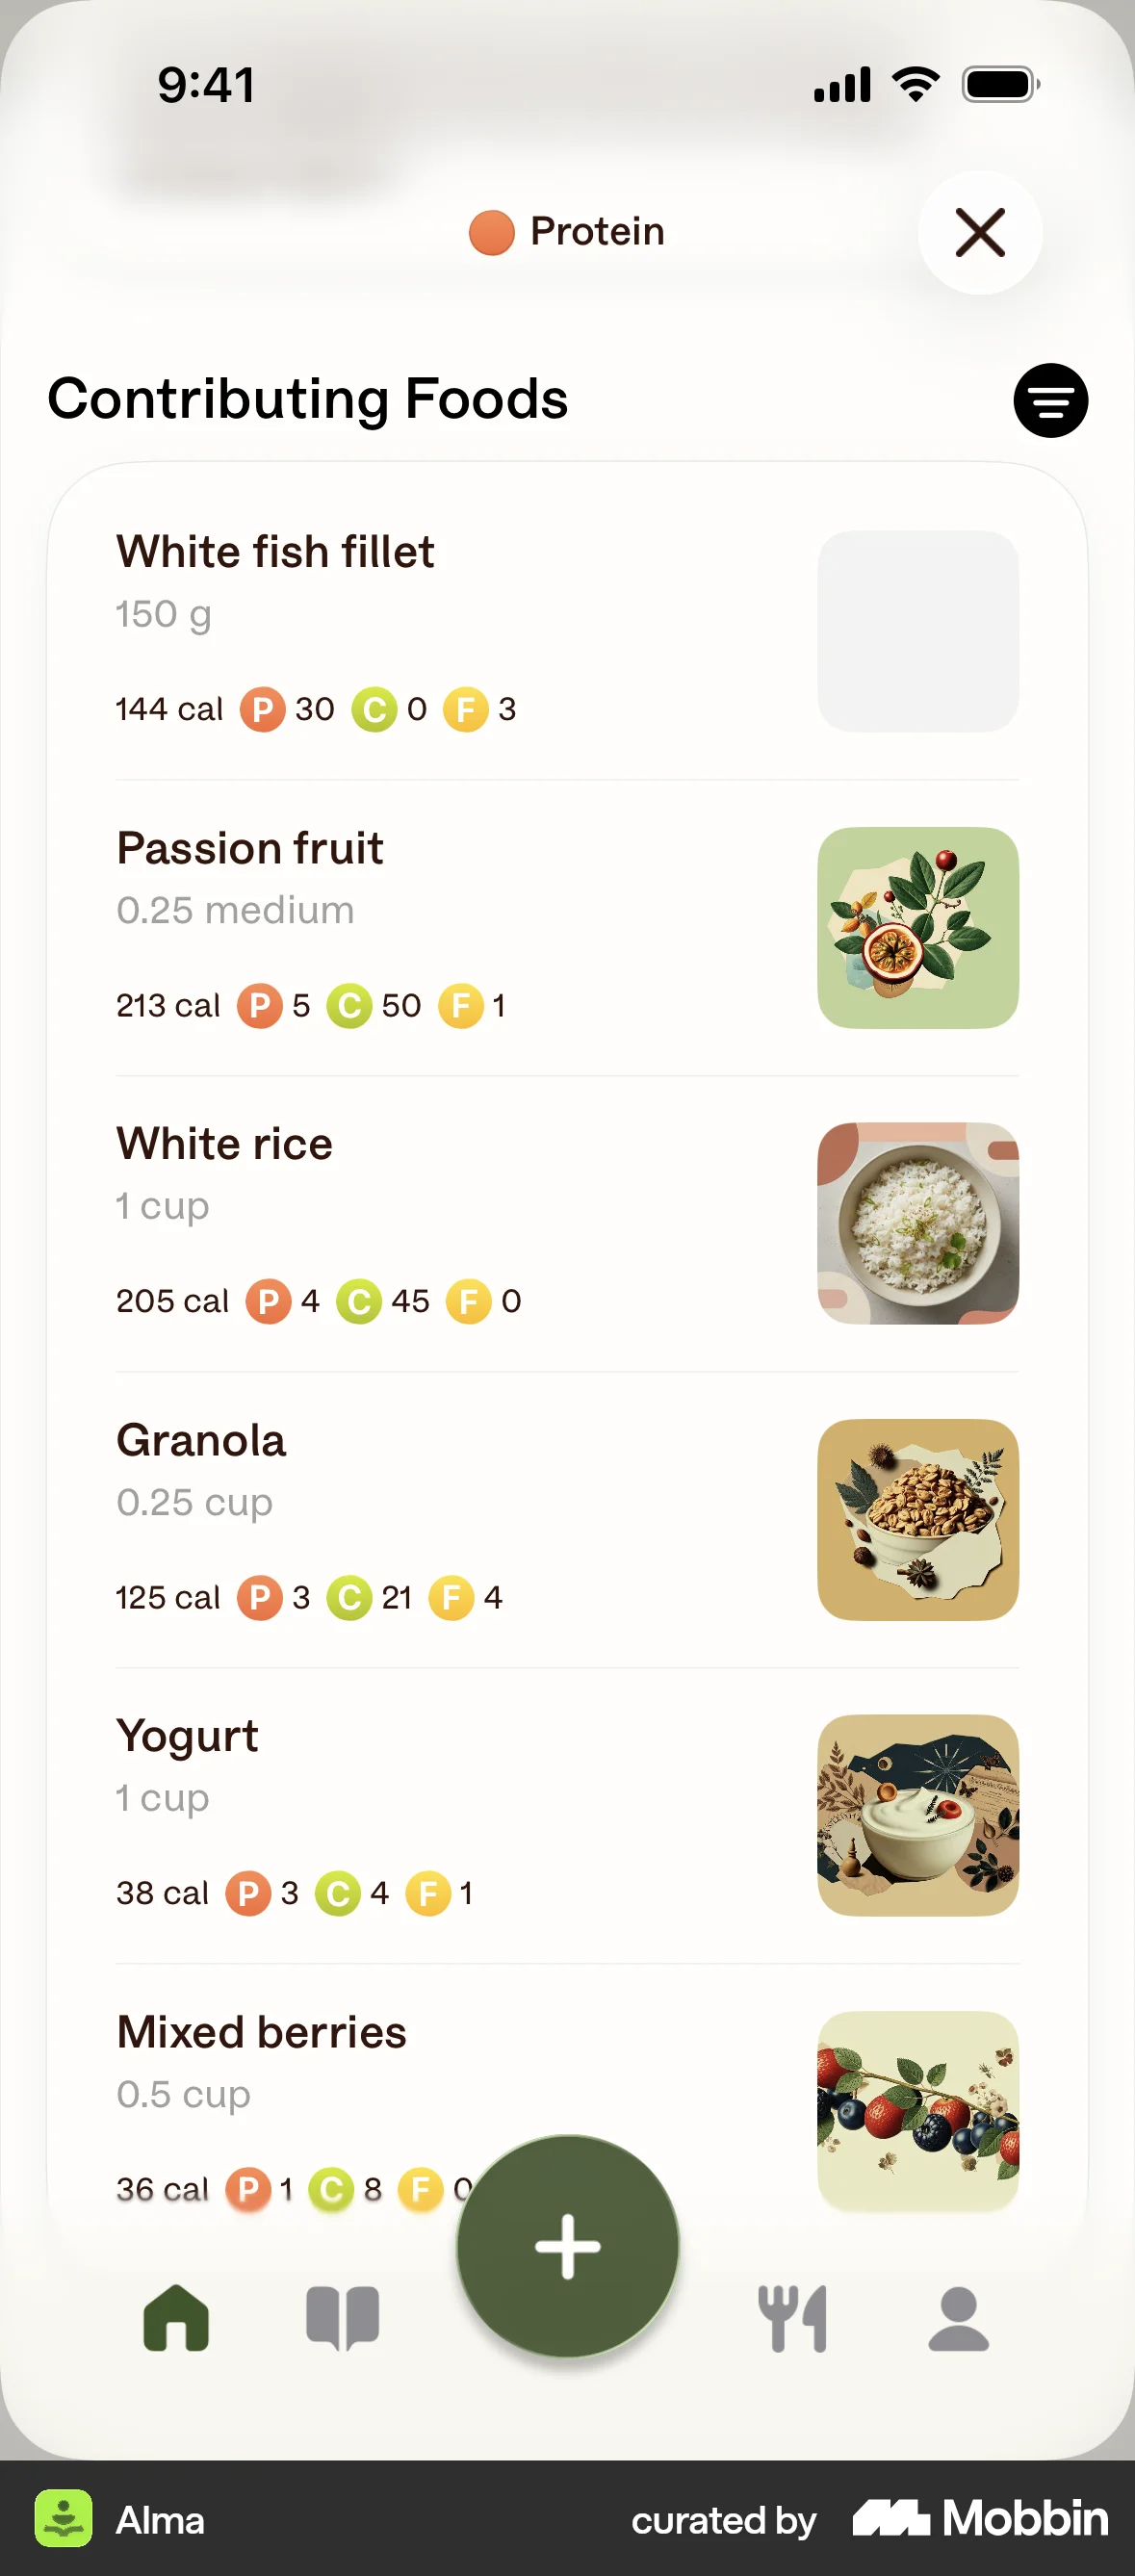 9:41
Protein
Contributing Foods
White fish fillet
150 g
144 cal P 30 C 0 F 3
Passion fruit
0.25 medium
213 cal P 5 C 50 F 1
White rice
1 cup
205 cal P 4 C 45 F 0
Granola
0.25 cup
125 cal P 3 C 21 F 4
Yogurt
1 cup
38 cal P 3 C 4 F 1
Mixed berries
0.5 cup
36 cal P 1 C 8 F 0
Alma
curated by Mobbin